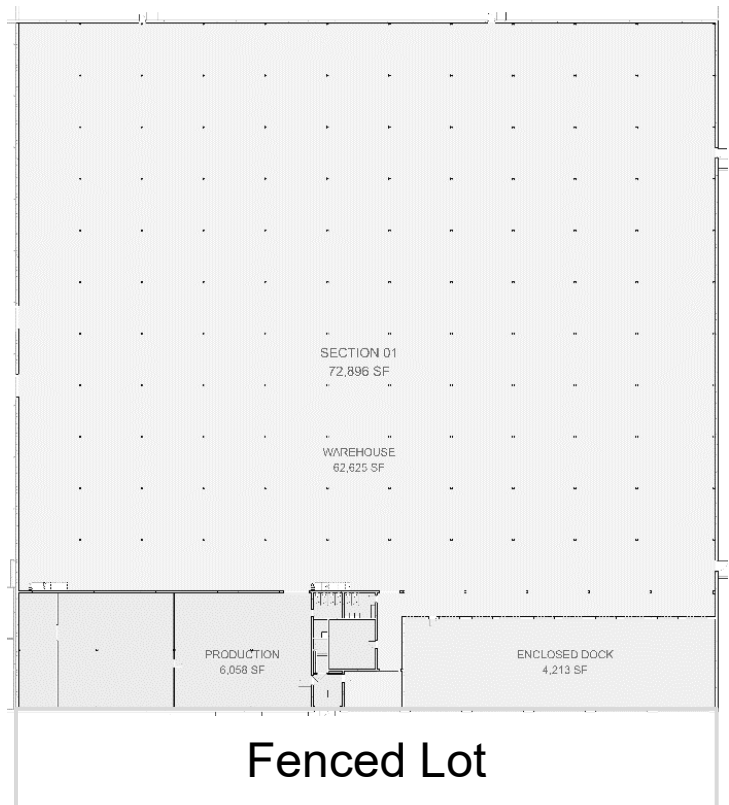 SECTION 01
72,896 SF
WAREHOUSE
62,625 SF
PRODUCTION
6,058 SF
ENCLOSED DOCK
4,213 SF
Fenced Lot